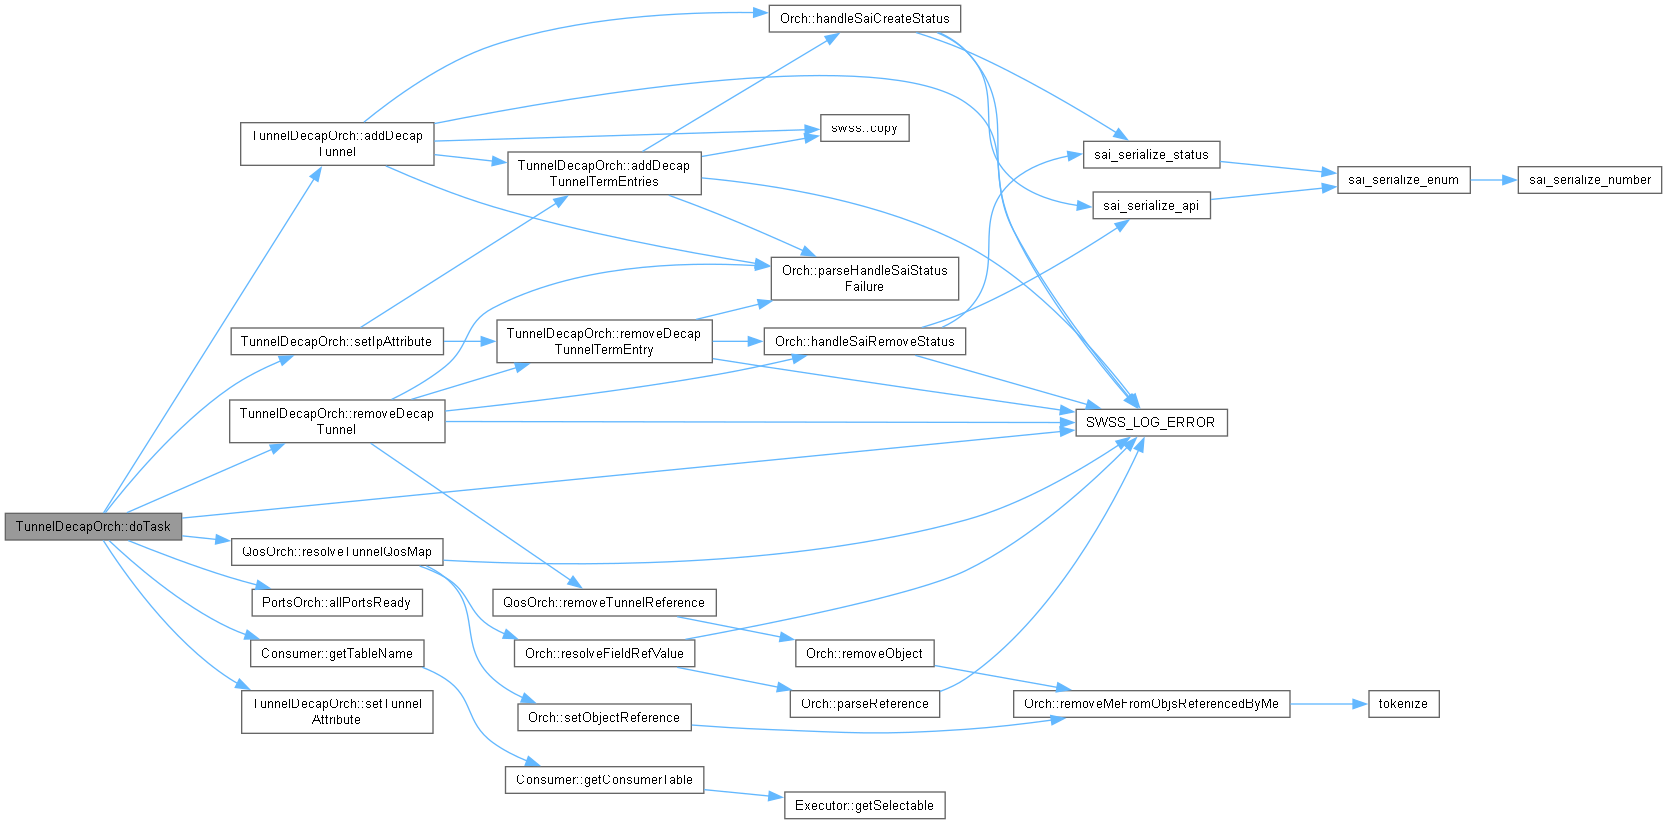 Orch::handleSaiCreateStatus
TunnelDecapOrch::addDecap
Tunnel
swss::copy
TunnelDecapOrch::addDecap
TunnelTermEntries
sai_serialize_status
sai_serialize_enum
sai_serialize_number
sai_serialize_api
Orch::parseHandleSaiStatus
Failure
TunnelDecapOrch::setIpAttribute
TunnelDecapOrch::removeDecap
TunnelTermEntry
Orch::handleSaiRemoveStatus
TunnelDecapOrch::removeDecap
Tunnel
SWSS_LOG_ERROR
TunnelDecapOrch::doTask
QosOrch::resolveTunnelQosMap
PortsOrch::allPortsReady
QosOrch::removeTunnelReference
Consumer::getTableName
Orch::resolveFieldRefValue
Orch::removeObject
TunnelDecapOrch::setTunnel
Attribute
Orch::setObjectReference
Orch::parseReference
Orch::removeMeFromObjsReferencedByMe
tokenize
Consumer::getConsumerTable
Executor::getSelectable